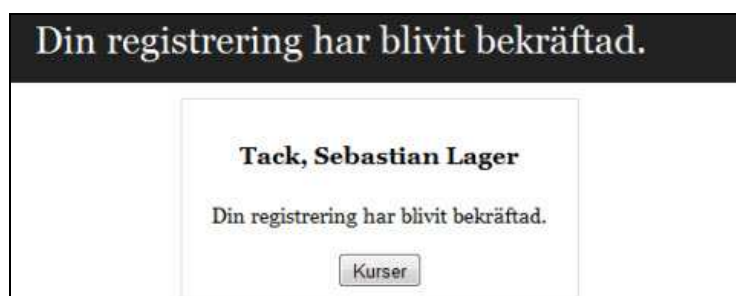 Din registrering har blivit bekräftad.
Tack, Sebastian Lager
Din registrering har blivit bekräftad.
Kurser